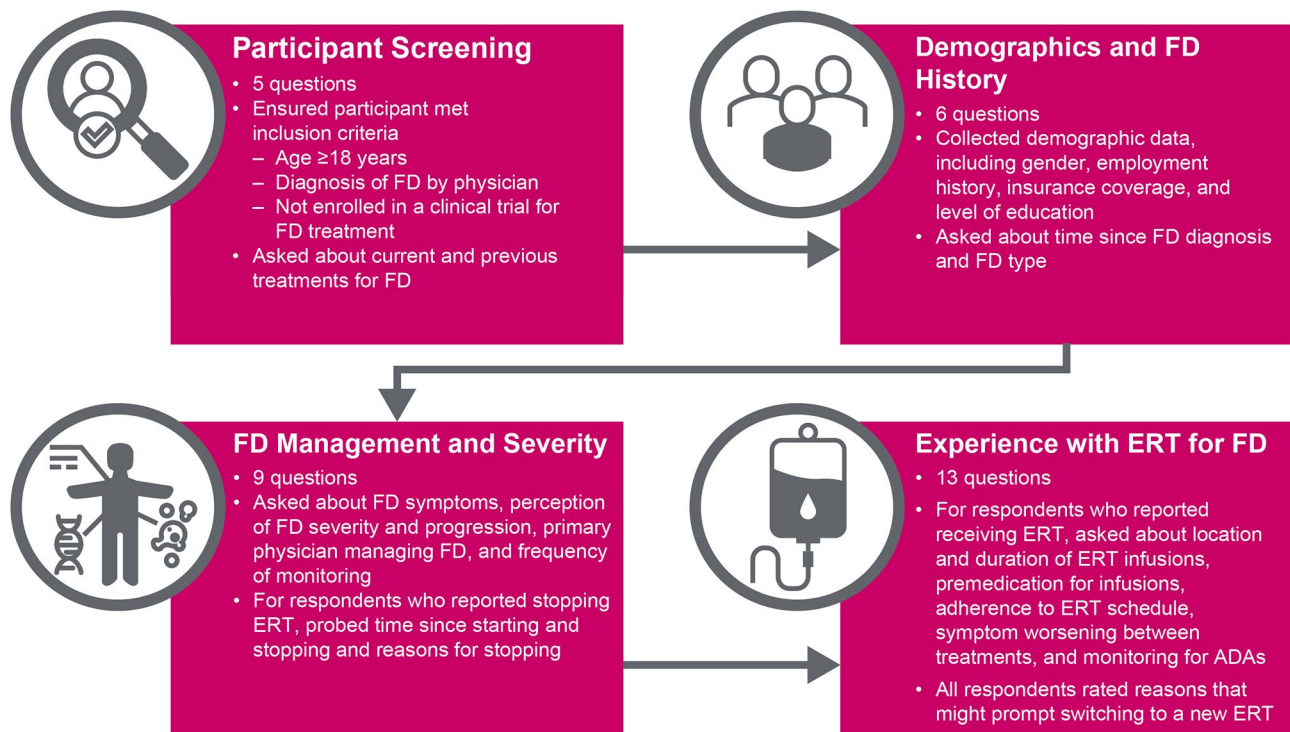 Participant Screening
• 5 questions
• Ensured participant met
inclusion criteria
– Age ≥18 years
– Diagnosis of FD by physician
– Not enrolled in a clinical trial for
FD treatment
• Asked about current and previous
treatments for FD
Demographics and FD
History
• 6 questions
• Collected demographic data,
including gender, employment
history, insurance coverage, and
level of education
• Asked about time since FD diagnosis
and FD type
FD Management and Severity
• 9 questions
• Asked about FD symptoms, perception
of FD severity and progression, primary
physician managing FD, and frequency
of monitoring
• For respondents who reported stopping
ERT, probed time since starting and
stopping and reasons for stopping
Experience with ERT for FD
• 13 questions
• For respondents who reported
receiving ERT, asked about location
and duration of ERT infusions,
premedication for infusions,
adherence to ERT schedule,
symptom worsening between
treatments, and monitoring for ADAs
• All respondents rated reasons that
might prompt switching to a new ERT